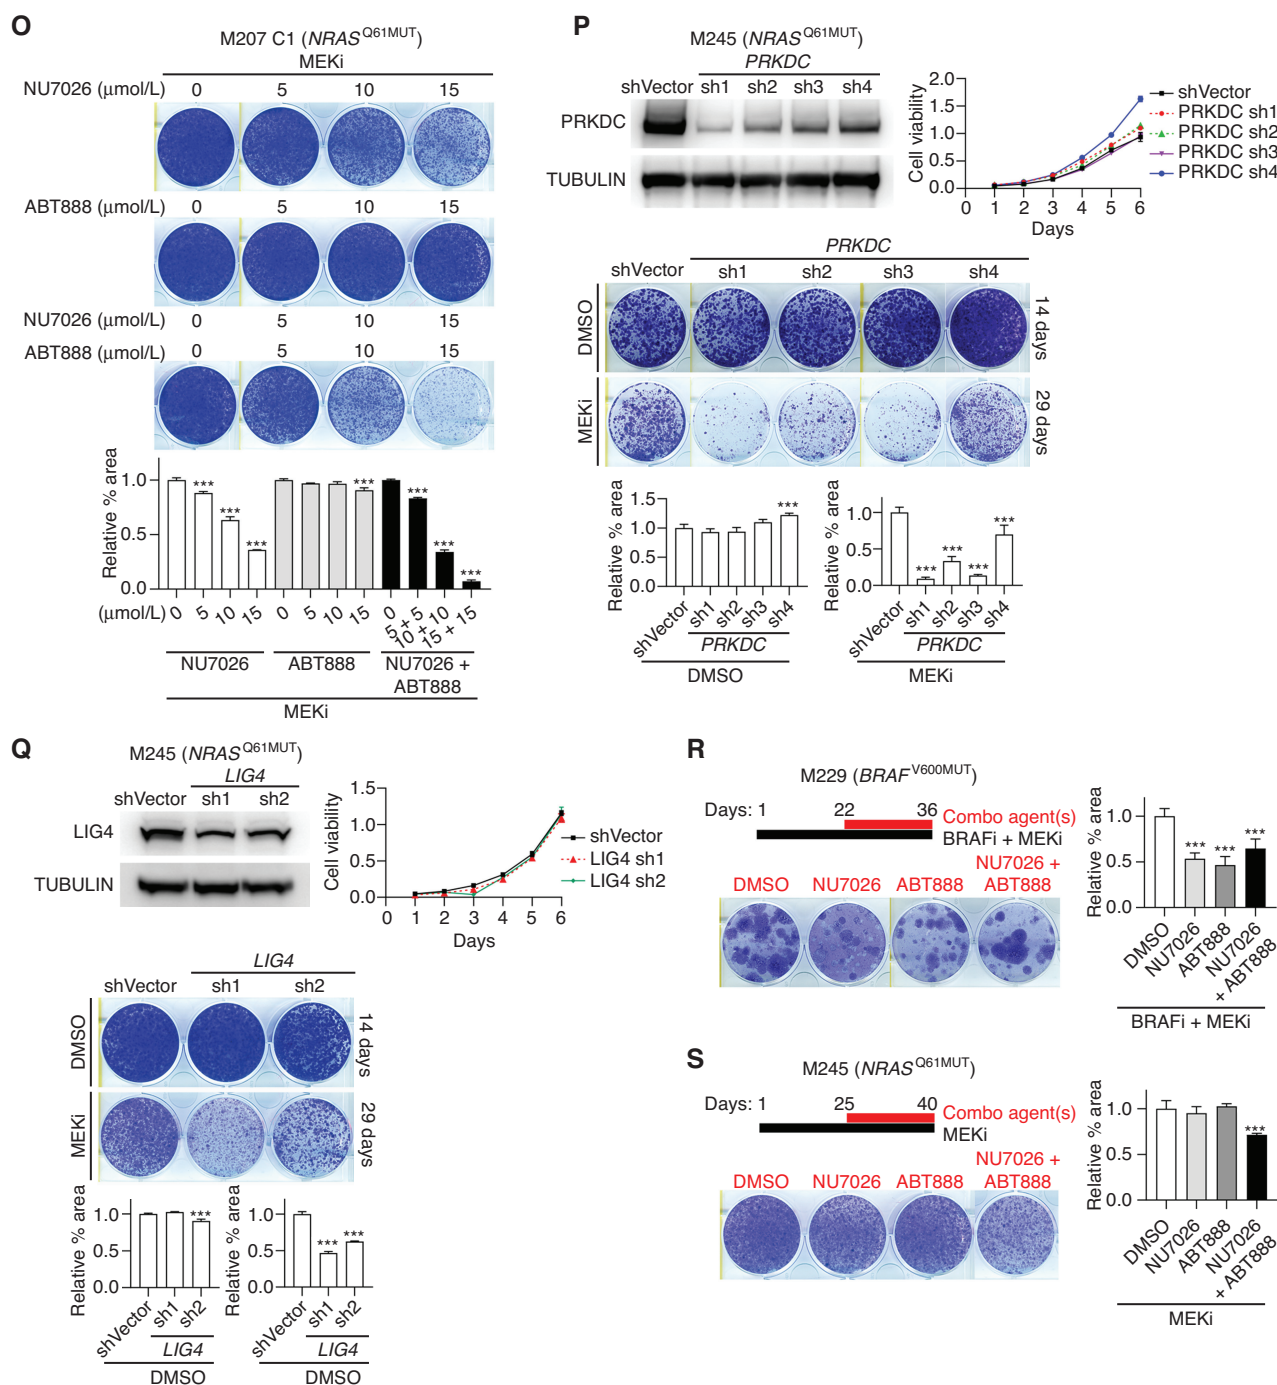 O
M207 C1 (NRAS Q61MUT)
MEKi
NU7026 (μmol/L) 0 5 10 15
ABT888 (μmol/L) 0 5 10 15
NU7026 (μmol/L) 0 5 10 15
ABT888 (μmol/L) 0 5 10 15
Relative % area
1.0
0.5
0.0
*** *** *** *** *** *** ***
(μmol/L) 0 5 10 15 0 5 10 15 0 5 + 5 10 + 10 15 + 15
NU7026 ABT888 NU7026 + ABT888
MEKi
P
M245 (NRAS Q61MUT)
PRKDC
shVector sh1 sh2 sh3 sh4
PRKDC
TUBULIN
Cell viability
2.0
1.5
1.0
0.5
0.0
0 1 2 3 4 5 6
Days
shVector
PRKDC sh1
PRKDC sh2
PRKDC sh3
PRKDC sh4
PRKDC
shVector sh1 sh2 sh3 sh4
DMSO 14 days
MEKi 29 days
Relative % area
1.5
1.0
0.5
0.0
***
shVector sh1 sh2 sh3 sh4
PRKDC
DMSO
Relative % area
1.0
0.5
0.0
*** *** *** ***
shVector sh1 sh2 sh3 sh4
PRKDC
MEKi
Q
M245 (NRAS Q61MUT)
LIG4
shVector sh1 sh2
LIG4
TUBULIN
Cell viability
1.5
1.0
0.5
0.0
0 1 2 3 4 5 6
Days
shVector
LIG4 sh1
LIG4 sh2
LIG4
shVector sh1 sh2
DMSO 14 days
MEKi 29 days
Relative % area
1.0
0.5
0.0
***
shVector sh1 sh2
LIG4
DMSO
Relative % area
1.0
0.5
0.0
*** ***
shVector sh1 sh2
LIG4
DMSO
R
M229 (BRAF V600MUT)
Days: 1 22 36
Combo agent(s)
BRAFi + MEKi
DMSO NU7026 ABT888 NU7026 + ABT888
Relative % area
1.0
0.5
0.0
*** *** ***
DMSO NU7026 ABT888 NU7026 + ABT888
BRAFi + MEKi
S
M245 (NRAS Q61MUT)
Days: 1 25 40
Combo agent(s)
MEKi
DMSO NU7026 ABT888 NU7026 + ABT888
Relative % area
1.0
0.5
0.0
***
DMSO NU7026 ABT888 NU7026 + ABT888
MEKi